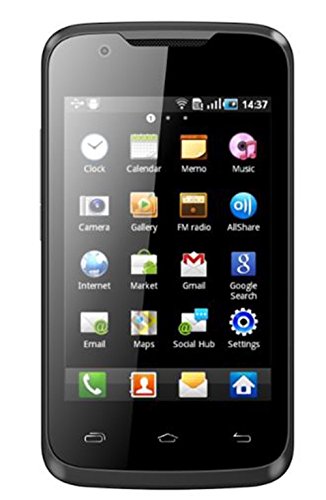 14:37
1
Clock Calendar Memo Music
Camera Gallery FM radio AllShare
Internet Market Gmail Google Search
Email Maps Social Hub Settings